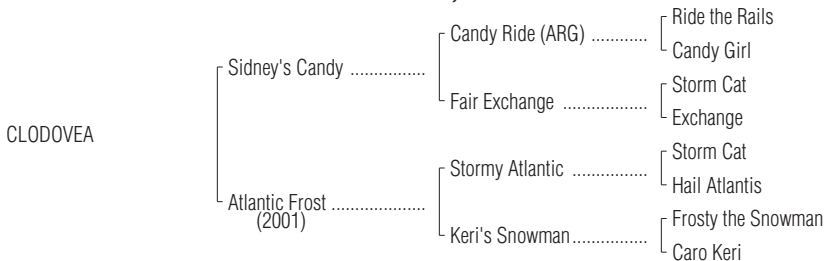 Ride the Rails
Candy Ride (ARG) ............
Candy Girl
Sidney's Candy ................
Storm Cat
Fair Exchange ..................
Exchange
CLODOVEA
Storm Cat
Stormy Atlantic ................
Hail Atlantis
Atlantic Frost ....................
(2001)
Frosty the Snowman
Keri's Snowman................
Caro Keri